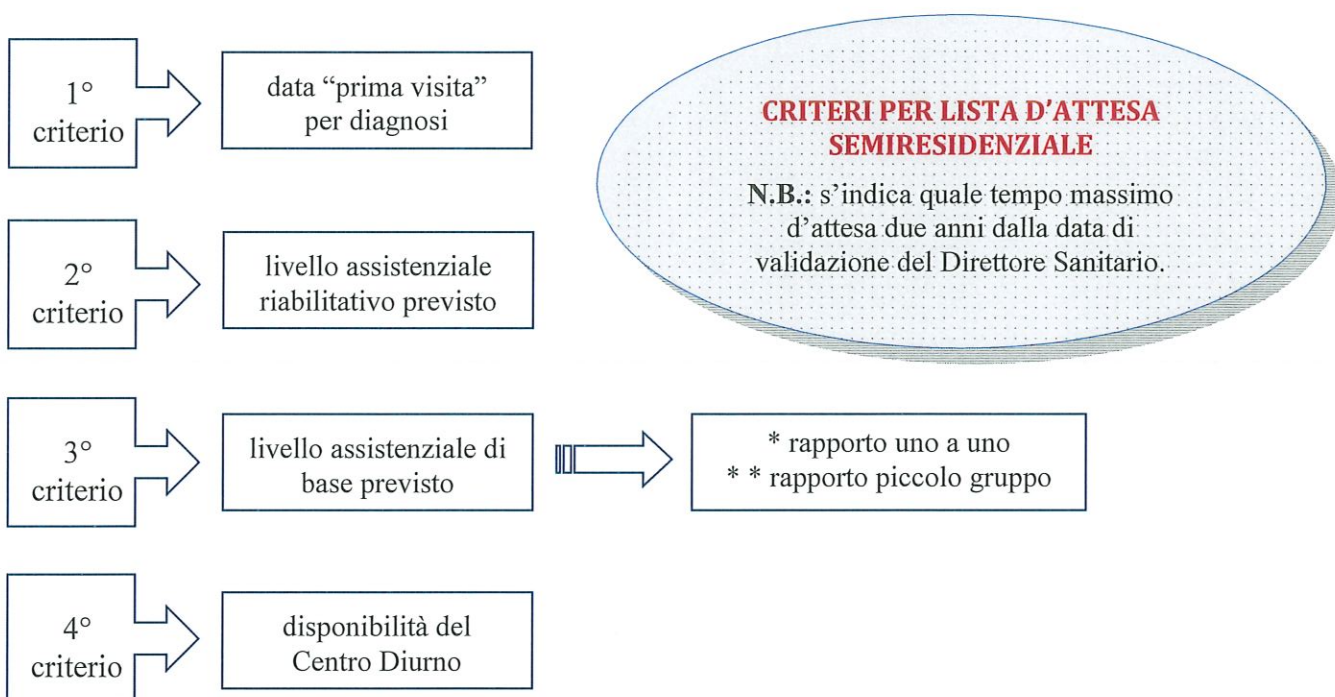 1°
criterio
data “prima visita”
per diagnosi
CRITERI PER LISTA D’ATTESA
SEMIRESIDENZIALE
N.B.: s’indica quale tempo massimo
d’attesa due anni dalla data di
validazione del Direttore Sanitario.
2°
criterio
livello assistenziale
riabilitativo previsto
3°
criterio
livello assistenziale di
base previsto
* rapporto uno a uno
* * rapporto piccolo gruppo
4°
criterio
disponibilità del
Centro Diurno